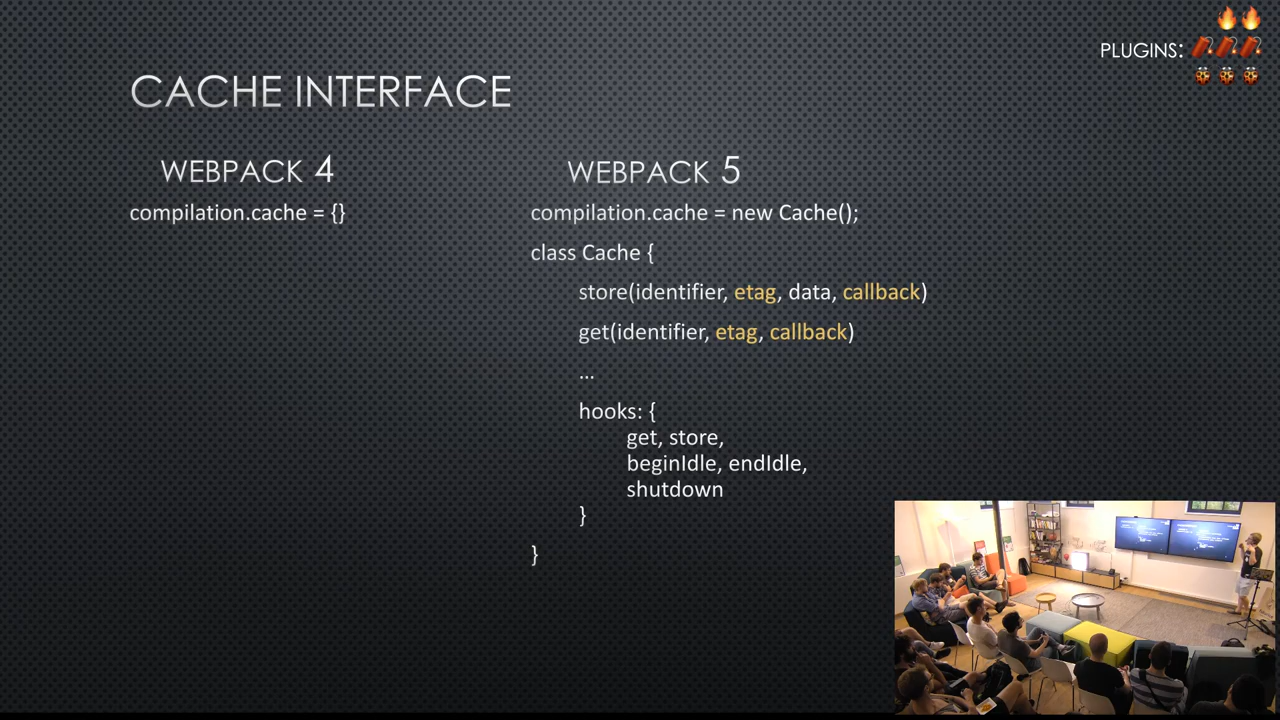 PLUGINS:
CACHE INTERFACE
WEBPACK 4
compilation.cache = {}
WEBPACK 5
compilation.cache = new Cache();
class Cache {
store(identifier, etag, data, callback)
get(identifier, etag, callback)
...
hooks: {
get, store,
beginIdle, endIdle,
shutdown
}
}